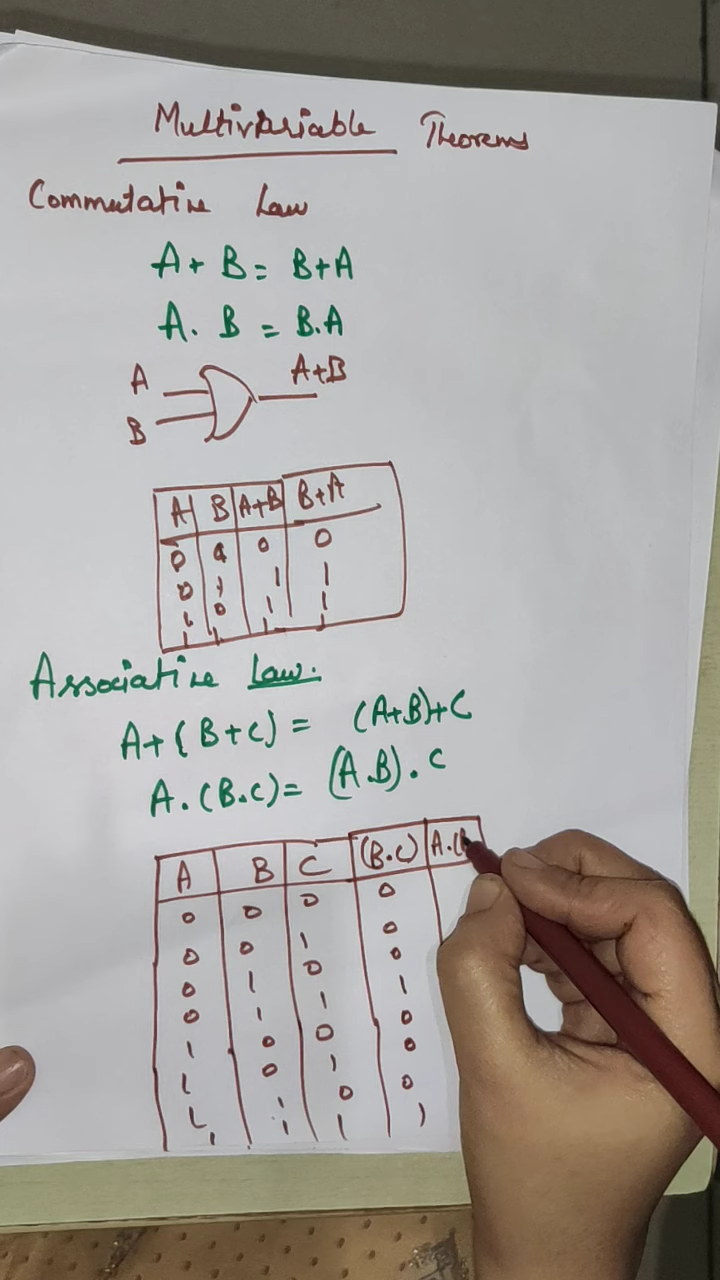 Multivariable Theorems
Commutative Law
A+B = B+A
A.B = B.A
A
A+B
B
A B A+B B+A
0 0 0 0
0 1 1 1
1 0 1 1
1 1 1 1
Associative Law.
A+(B+C) = (A+B)+C
A.(B.C) = (A.B).C
A B C (B.C) A.(B
0 0 0 0
0 0 1 0
0 1 0 0
0 1 1 1
1 0 0 0
1 0 1 0
1 1 0 0
1 1 1 1